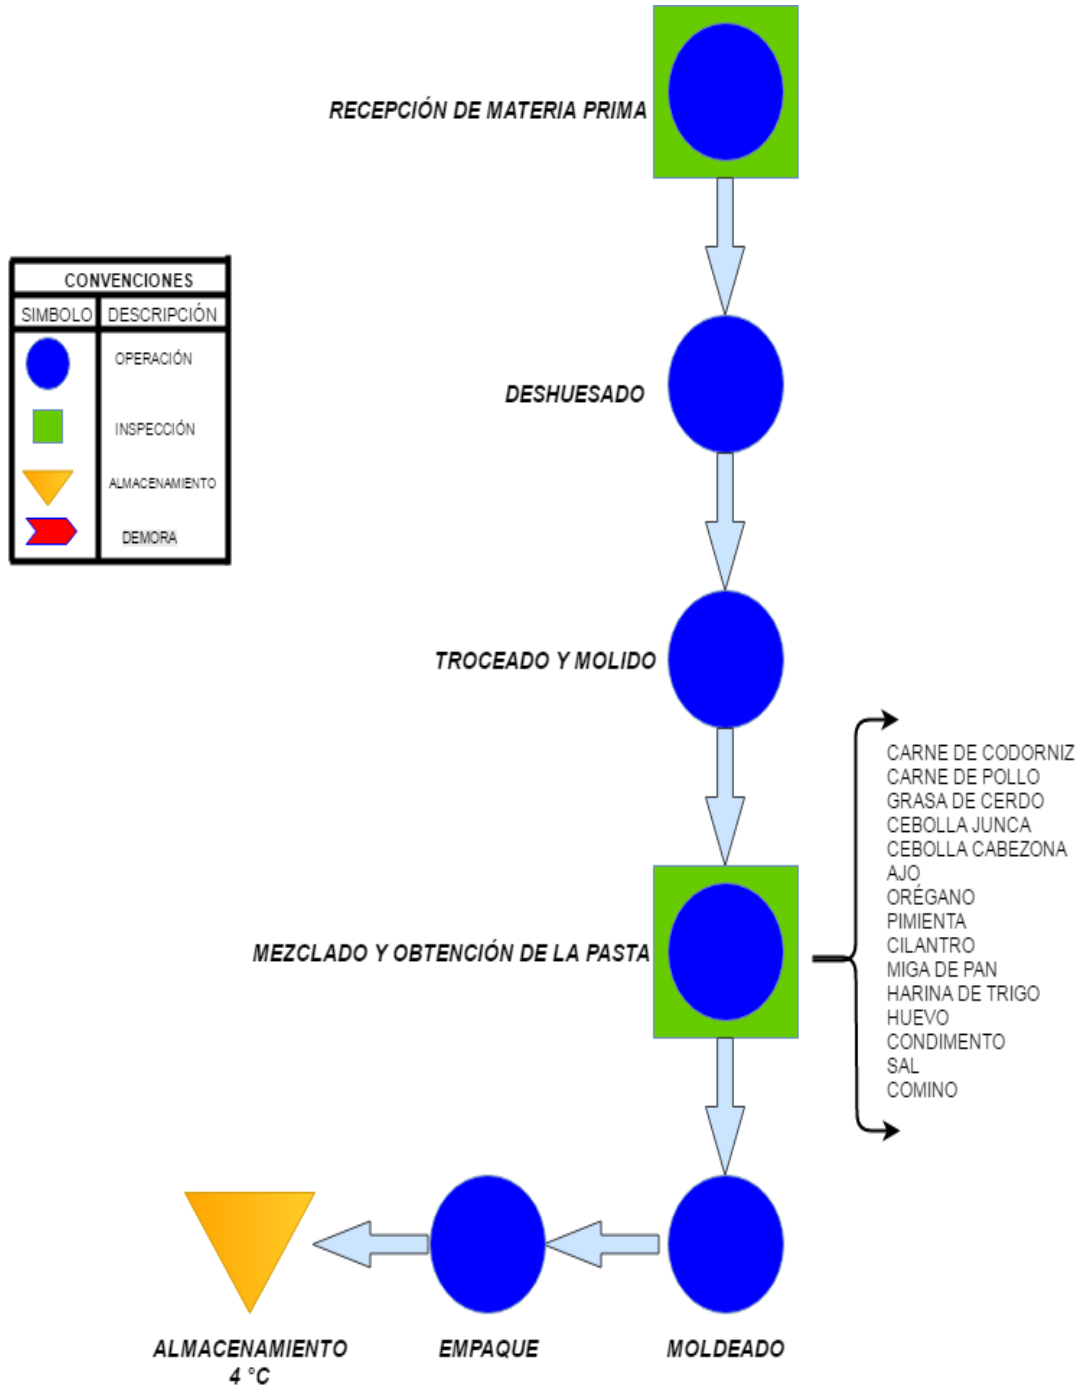 RECEPCIÓN DE MATERIA PRIMA
CONVENCIONES
SIMBOLO DESCRIPCIÓN
OPERACIÓN
INSPECCIÓN
ALMACENAMIENTO
DEMORA
DESHUESADO
TROCEADO Y MOLIDO
MEZCLADO Y OBTENCIÓN DE LA PASTA
CARNE DE CODORNIZ
CARNE DE POLLO
GRASA DE CERDO
CEBOLLA JUNCA
CEBOLLA CABEZONA
AJO
ORÉGANO
PIMIENTA
CILANTRO
MIGA DE PAN
HARINA DE TRIGO
HUEVO
CONDIMENTO
SAL
COMINO
ALMACENAMIENTO
4 °C
EMPAQUE
MOLDEADO